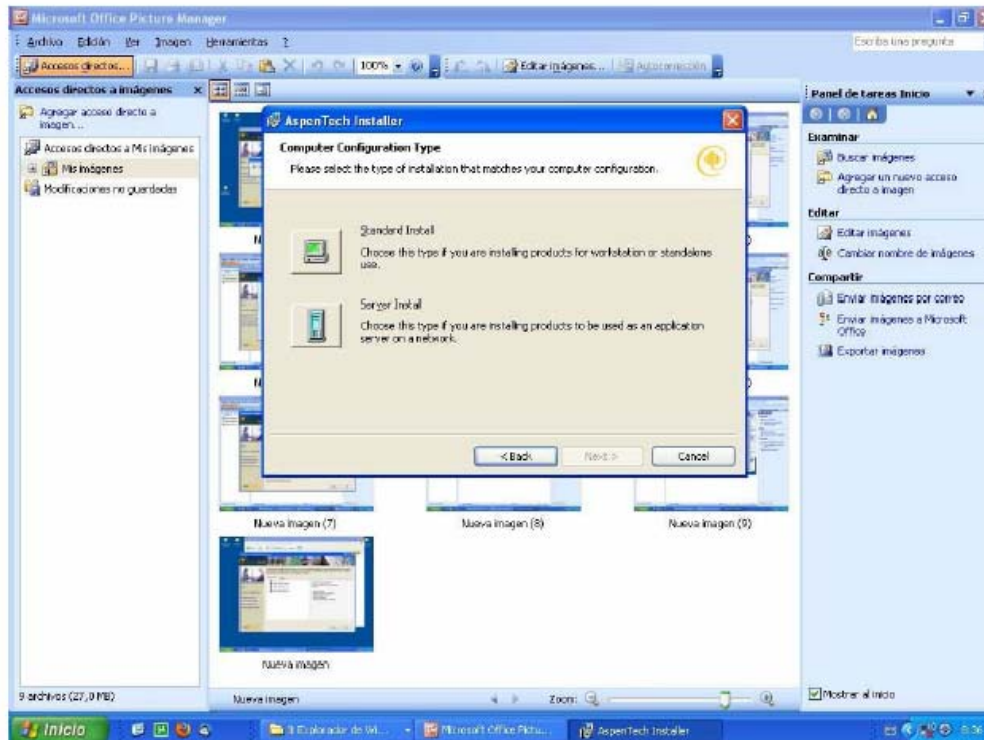 Microsoft Office Picture Manager
Archivo Edición Ver Imagen Herramientas ?
Escriba una pregunta
Accesos directos... 100% Editar imágenes... Autocorrección
Accesos directos a imágenes
Agregar acceso directo a
imagen...
Accesos directos a Mis imágenes
Mis imágenes
Modificaciones no guardadas
AspenTech Installer
Computer Configuration Type
Please select the type of installation that matches your computer configuration.
Standard Install
Choose this type if you are installing products for workstation or standalone
use.
Server Install
Choose this type if you are installing products to be used as an application
server on a network.
< Back Next > Cancel
Nueva imagen (7) Nueva imagen (8) Nueva imagen (9)
Nueva imagen
Panel de tareas Inicio
Examinar
Buscar imágenes
Agregar un nuevo acceso
directo a imagen
Editar
Editar imágenes
Cambiar nombre de imágenes
Compartir
Enviar imágenes por correo
Enviar imágenes a Microsoft
Office
Exportar imágenes
9 archivos (27,0 MB) Nueva imagen Zoom: Mostrar al inicio
Inicio 3 Explorador de Wi... Microsoft Office Pictu... AspenTech Installer